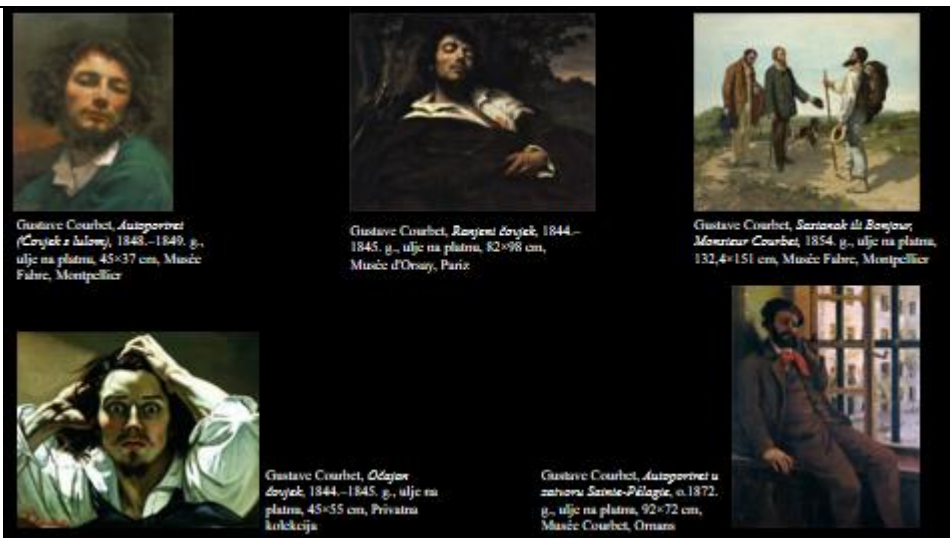 Gustave Courbet, Autoportret
(Čovjek s lulom), 1848.–1849. g.,
ulje na platnu, 45×37 cm, Musée
Fabre, Montpellier
Gustave Courbet, Ranjeni čovjek, 1844.–
1845. g., ulje na platnu, 82×98 cm,
Musée d'Orsay, Pariz
Gustave Courbet, Sastanak ili Bonjour,
Monsieur Courbet, 1854. g., ulje na platnu,
132,4×151 cm, Musée Fabre, Montpellier
Gustave Courbet, Očajan
čovjek, 1844.–1845. g., ulje na
platnu, 45×55 cm, Privatna
kolekcija
Gustave Courbet, Autoportret u
zatvoru Sainte-Pélagie, o.1872.
g., ulje na platnu, 92×72 cm,
Musée Courbet, Ornans